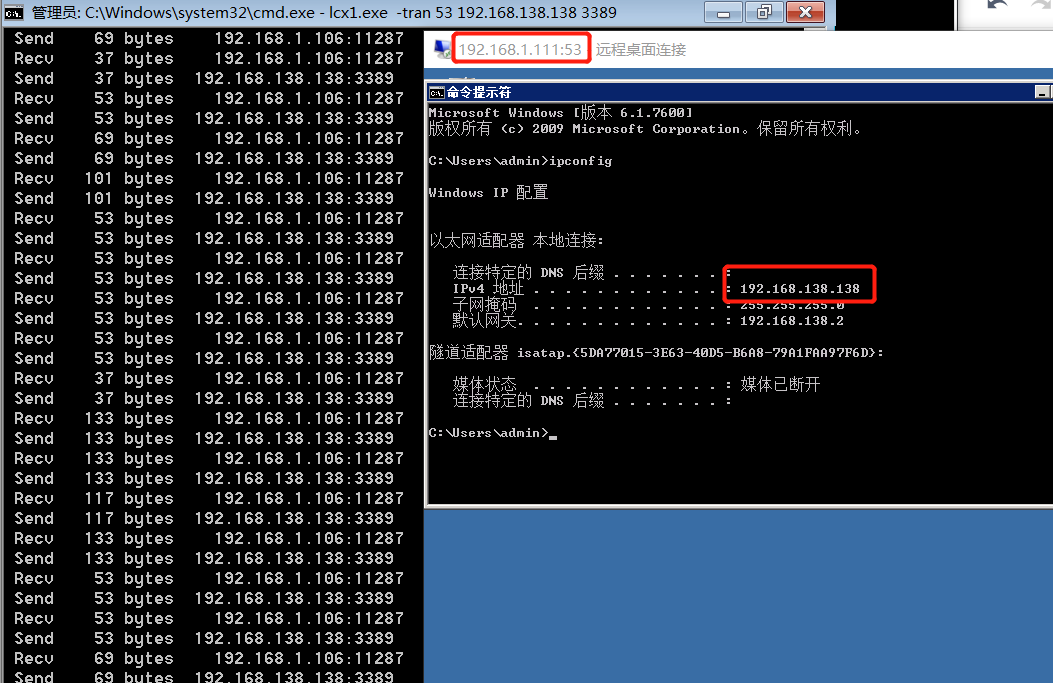 管理员: C:\Windows\system32\cmd.exe - lcx1.exe  -tran 53 192.168.138.138 3389
Send    69 bytes    192.168.1.106:11287
Recv    37 bytes    192.168.1.106:11287
Send    37 bytes  192.168.138.138:3389
Recv    53 bytes    192.168.1.106:11287
Send    53 bytes  192.168.138.138:3389
Recv    69 bytes    192.168.1.106:11287
Send    69 bytes  192.168.138.138:3389
Recv   101 bytes    192.168.1.106:11287
Send   101 bytes  192.168.138.138:3389
Recv    53 bytes    192.168.1.106:11287
Send    53 bytes  192.168.138.138:3389
Recv    53 bytes    192.168.1.106:11287
Send    53 bytes  192.168.138.138:3389
Recv    53 bytes    192.168.1.106:11287
Send    53 bytes  192.168.138.138:3389
Recv    53 bytes    192.168.1.106:11287
Send    53 bytes  192.168.138.138:3389
Recv    37 bytes    192.168.1.106:11287
Send    37 bytes  192.168.138.138:3389
Recv   133 bytes    192.168.1.106:11287
Send   133 bytes  192.168.138.138:3389
Recv   133 bytes    192.168.1.106:11287
Send   133 bytes  192.168.138.138:3389
Recv   117 bytes    192.168.1.106:11287
Send   117 bytes  192.168.138.138:3389
Recv   133 bytes    192.168.1.106:11287
Send   133 bytes  192.168.138.138:3389
Recv    53 bytes    192.168.1.106:11287
Send    53 bytes  192.168.138.138:3389
Recv    53 bytes    192.168.1.106:11287
Send    53 bytes  192.168.138.138:3389
Recv    69 bytes    192.168.1.106:11287
Send    69 bytes  192.168.138.138:3389
192.168.1.111:53 远程桌面连接
命令提示符
Microsoft Windows [版本 6.1.7600]
版权所有 (c) 2009 Microsoft Corporation。保留所有权利。
C:\Users\admin>ipconfig
Windows IP 配置
以太网适配器 本地连接:
连接特定的 DNS 后缀 . . . . . . . :
IPv4 地址 . . . . . . . . . . . . : 192.168.138.138
子网掩码 . . . . . . . . . . . . : 255.255.255.0
默认网关. . . . . . . . . . . . . : 192.168.138.2
隧道适配器 isatap.{5DA77015-3E63-40D5-B6A8-79A1FAA97F6D}:
媒体状态 . . . . . . . . . . . . : 媒体已断开
连接特定的 DNS 后缀 . . . . . . . :
C:\Users\admin>_